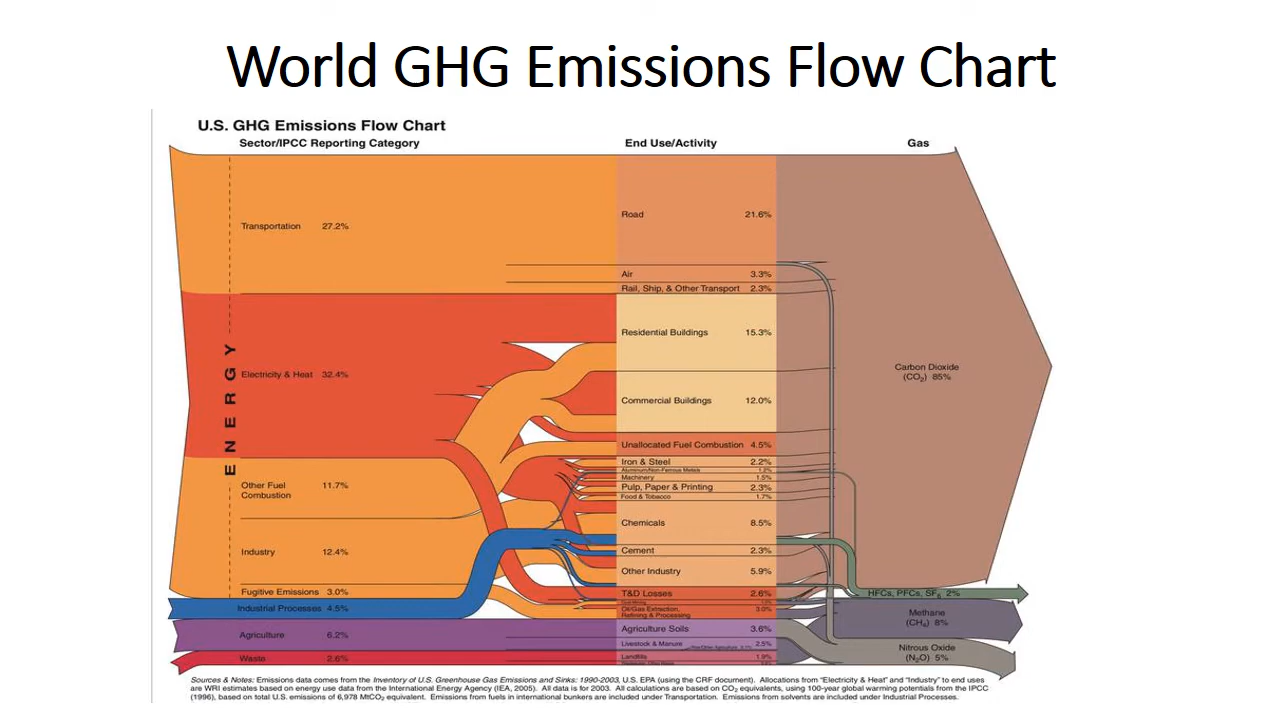 World GHG Emissions Flow Chart
U.S. GHG Emissions Flow Chart
Sector/IPCC Reporting Category
End Use/Activity
Gas
Transportation 27.2%
Electricity & Heat 32.4%
ENERGY
Other Fuel
Combustion 11.7%
Industry 12.4%
Fugitive Emissions 3.0%
Industrial Processes 4.5%
Agriculture 6.2%
Waste 2.6%
Road 21.6%
Air 3.3%
Rail, Ship, & Other Transport 2.3%
Residential Buildings 15.3%
Commercial Buildings 12.0%
Unallocated Fuel Combustion 4.5%
Iron & Steel 2.2%
Aluminum/Non-Ferrous Metals 1.2%
Machinery 1.5%
Pulp, Paper & Printing 2.3%
Food & Tobacco 1.7%
Chemicals 8.5%
Cement 2.3%
Other Industry 5.9%
T&D Losses 2.6%
Oil/Gas Extraction,
Refining & Processing 3.0%
Agriculture Soils 3.6%
Livestock & Manure 2.5%
Landfills 1.9%
Carbon Dioxide
(CO2) 85%
HFCs, PFCs, SF6 2%
Methane
(CH4) 8%
Nitrous Oxide
(N2O) 5%
Sources & Notes: Emissions data comes from the Inventory of U.S. Greenhouse Gas Emissions and Sinks: 1990-2003, U.S. EPA (using the CRF document). Allocations from "Electricity & Heat" and "Industry" to end uses
are WRI estimates based on energy use data from the International Energy Agency (IEA, 2005). All data is for 2003. All calculations are based on CO2 equivalents, using 100-year global warming potentials from the IPCC
(1996), based on total U.S. emissions of 6,978 MtCO2 equivalent. Emissions from fuels in international bunkers are included under Transportation. Emissions from solvents are included under Industrial Processes.